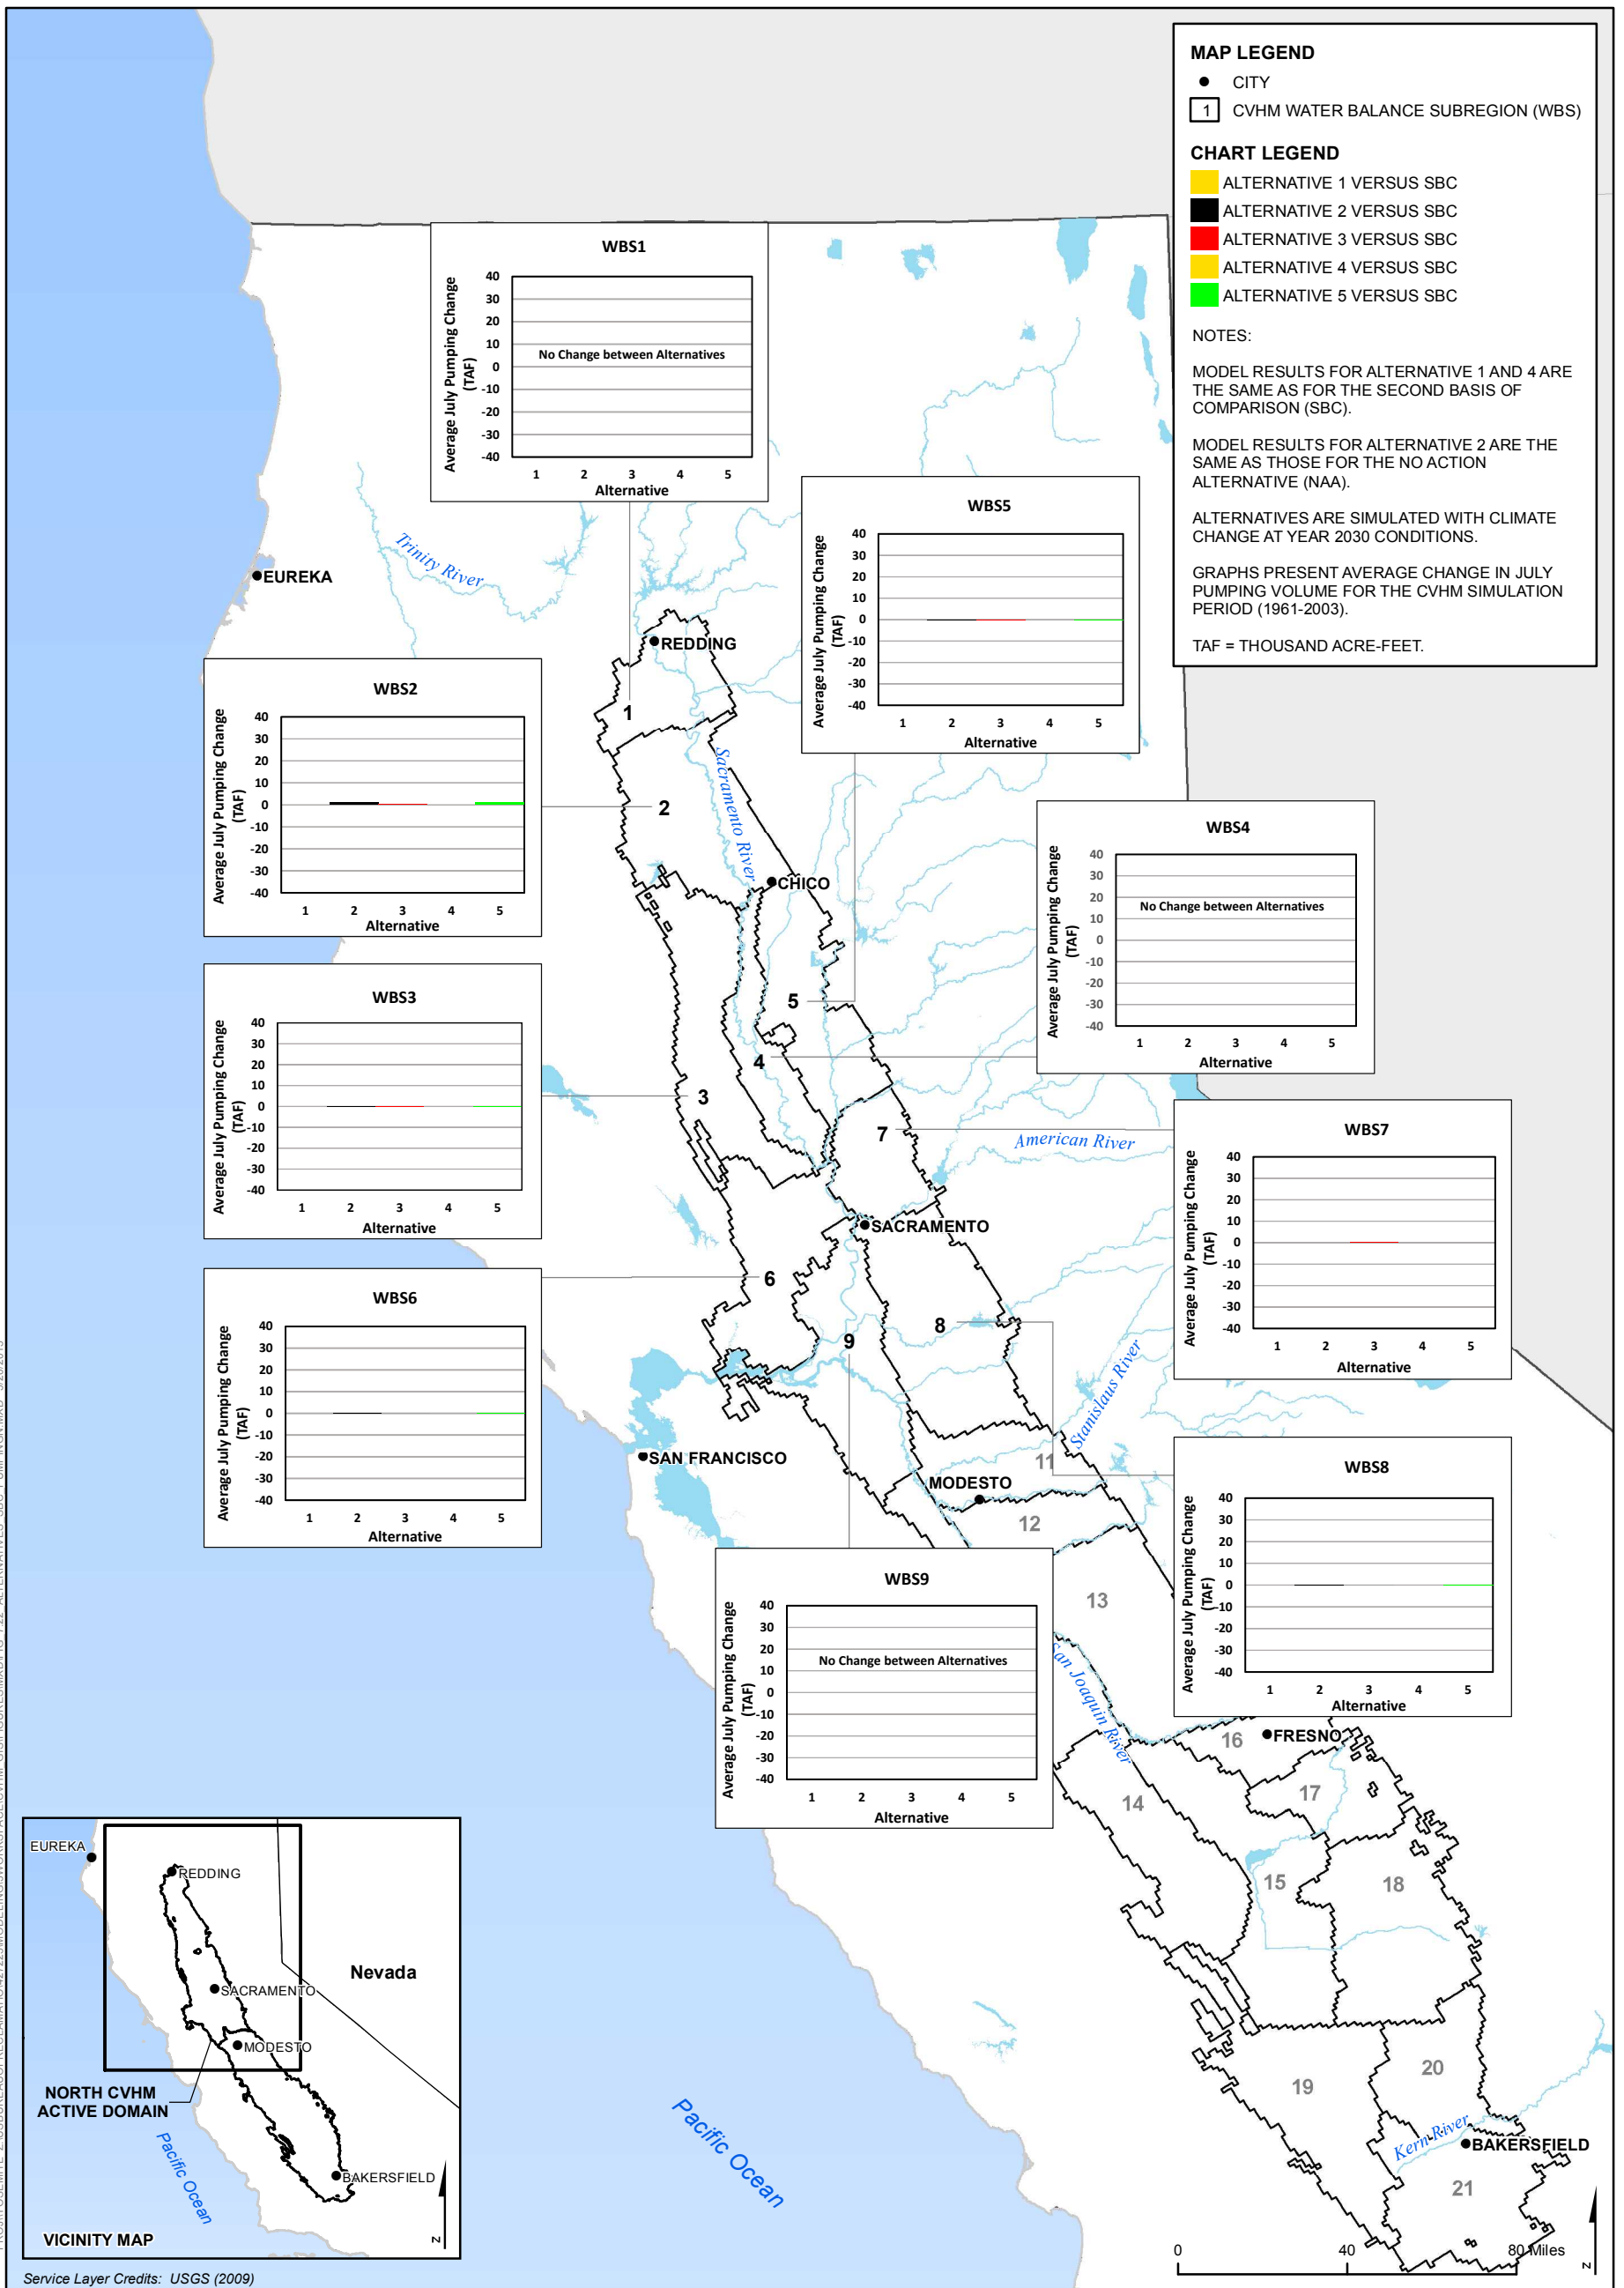 MAP LEGEND
CITY
1 CVHM WATER BALANCE SUBREGION (WBS)
CHART LEGEND
ALTERNATIVE 1 VERSUS SBC
ALTERNATIVE 2 VERSUS SBC
ALTERNATIVE 3 VERSUS SBC
ALTERNATIVE 4 VERSUS SBC
ALTERNATIVE 5 VERSUS SBC
NOTES:
MODEL RESULTS FOR ALTERNATIVE 1 AND 4 ARE
THE SAME AS FOR THE SECOND BASIS OF
COMPARISON (SBC).
MODEL RESULTS FOR ALTERNATIVE 2 ARE THE
SAME AS THOSE FOR THE NO ACTION
ALTERNATIVE (NAA).
ALTERNATIVES ARE SIMULATED WITH CLIMATE
CHANGE AT YEAR 2030 CONDITIONS.
GRAPHS PRESENT AVERAGE CHANGE IN JULY
PUMPING VOLUME FOR THE CVHM SIMULATION
PERIOD (1961-2003).
TAF = THOUSAND ACRE-FEET.
WBS1
Average July Pumping Change
(TAF)
40
30
20
10
0
-10
-20
-30
-40
No Change between Alternatives
1 2 3 4 5
Alternative
WBS5
Average July Pumping Change
(TAF)
40
30
20
10
0
-10
-20
-30
-40
1 2 3 4 5
Alternative
WBS2
Average July Pumping Change
(TAF)
40
30
20
10
0
-10
-20
-30
-40
1 2 3 4 5
Alternative
WBS4
Average July Pumping Change
(TAF)
40
30
20
10
0
-10
-20
-30
-40
No Change between Alternatives
1 2 3 4 5
Alternative
WBS3
Average July Pumping Change
(TAF)
40
30
20
10
0
-10
-20
-30
-40
1 2 3 4 5
Alternative
WBS7
Average July Pumping Change
(TAF)
40
30
20
10
0
-10
-20
-30
-40
1 2 3 4 5
Alternative
WBS6
Average July Pumping Change
(TAF)
40
30
20
10
0
-10
-20
-30
-40
1 2 3 4 5
Alternative
WBS8
Average July Pumping Change
(TAF)
40
30
20
10
0
-10
-20
-30
-40
1 2 3 4 5
Alternative
WBS9
Average July Pumping Change
(TAF)
40
30
20
10
0
-10
-20
-30
-40
No Change between Alternatives
1 2 3 4 5
Alternative
Trinity River
EUREKA
REDDING
1
2
Sacramento River
CHICO
5
4
3
7
American River
SACRAMENTO
6
8
9
Stanislaus River
SAN FRANCISCO
11
MODESTO
12
13
San Joaquin River
16
FRESNO
17
14
15
18
19
20
Kern River
BAKERSFIELD
21
Pacific Ocean
0 40 80 Miles
N
EUREKA
REDDING
Nevada
SACRAMENTO
MODESTO
NORTH CVHM
ACTIVE DOMAIN
Pacific Ocean
BAKERSFIELD
VICINITY MAP
N
Service Layer Credits: USGS (2009)